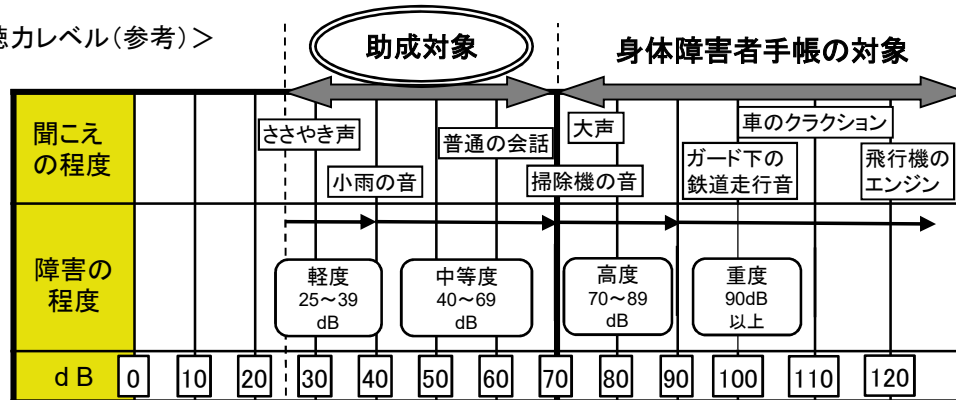 聴力レベル(参考)＞
助成対象
身体障害者手帳の対象
聞こえ
の程度
ささやき声
小雨の音
普通の会話
掃除機の音
大声
車のクラクション
ガード下の
鉄道走行音
飛行機の
エンジン
障害の
程度
軽度
25～39
dB
中等度
40～69
dB
高度
70～89
dB
重度
90dB
以上
ｄＢ 0 10 20 30 40 50 60 70 80 90 100 110 120